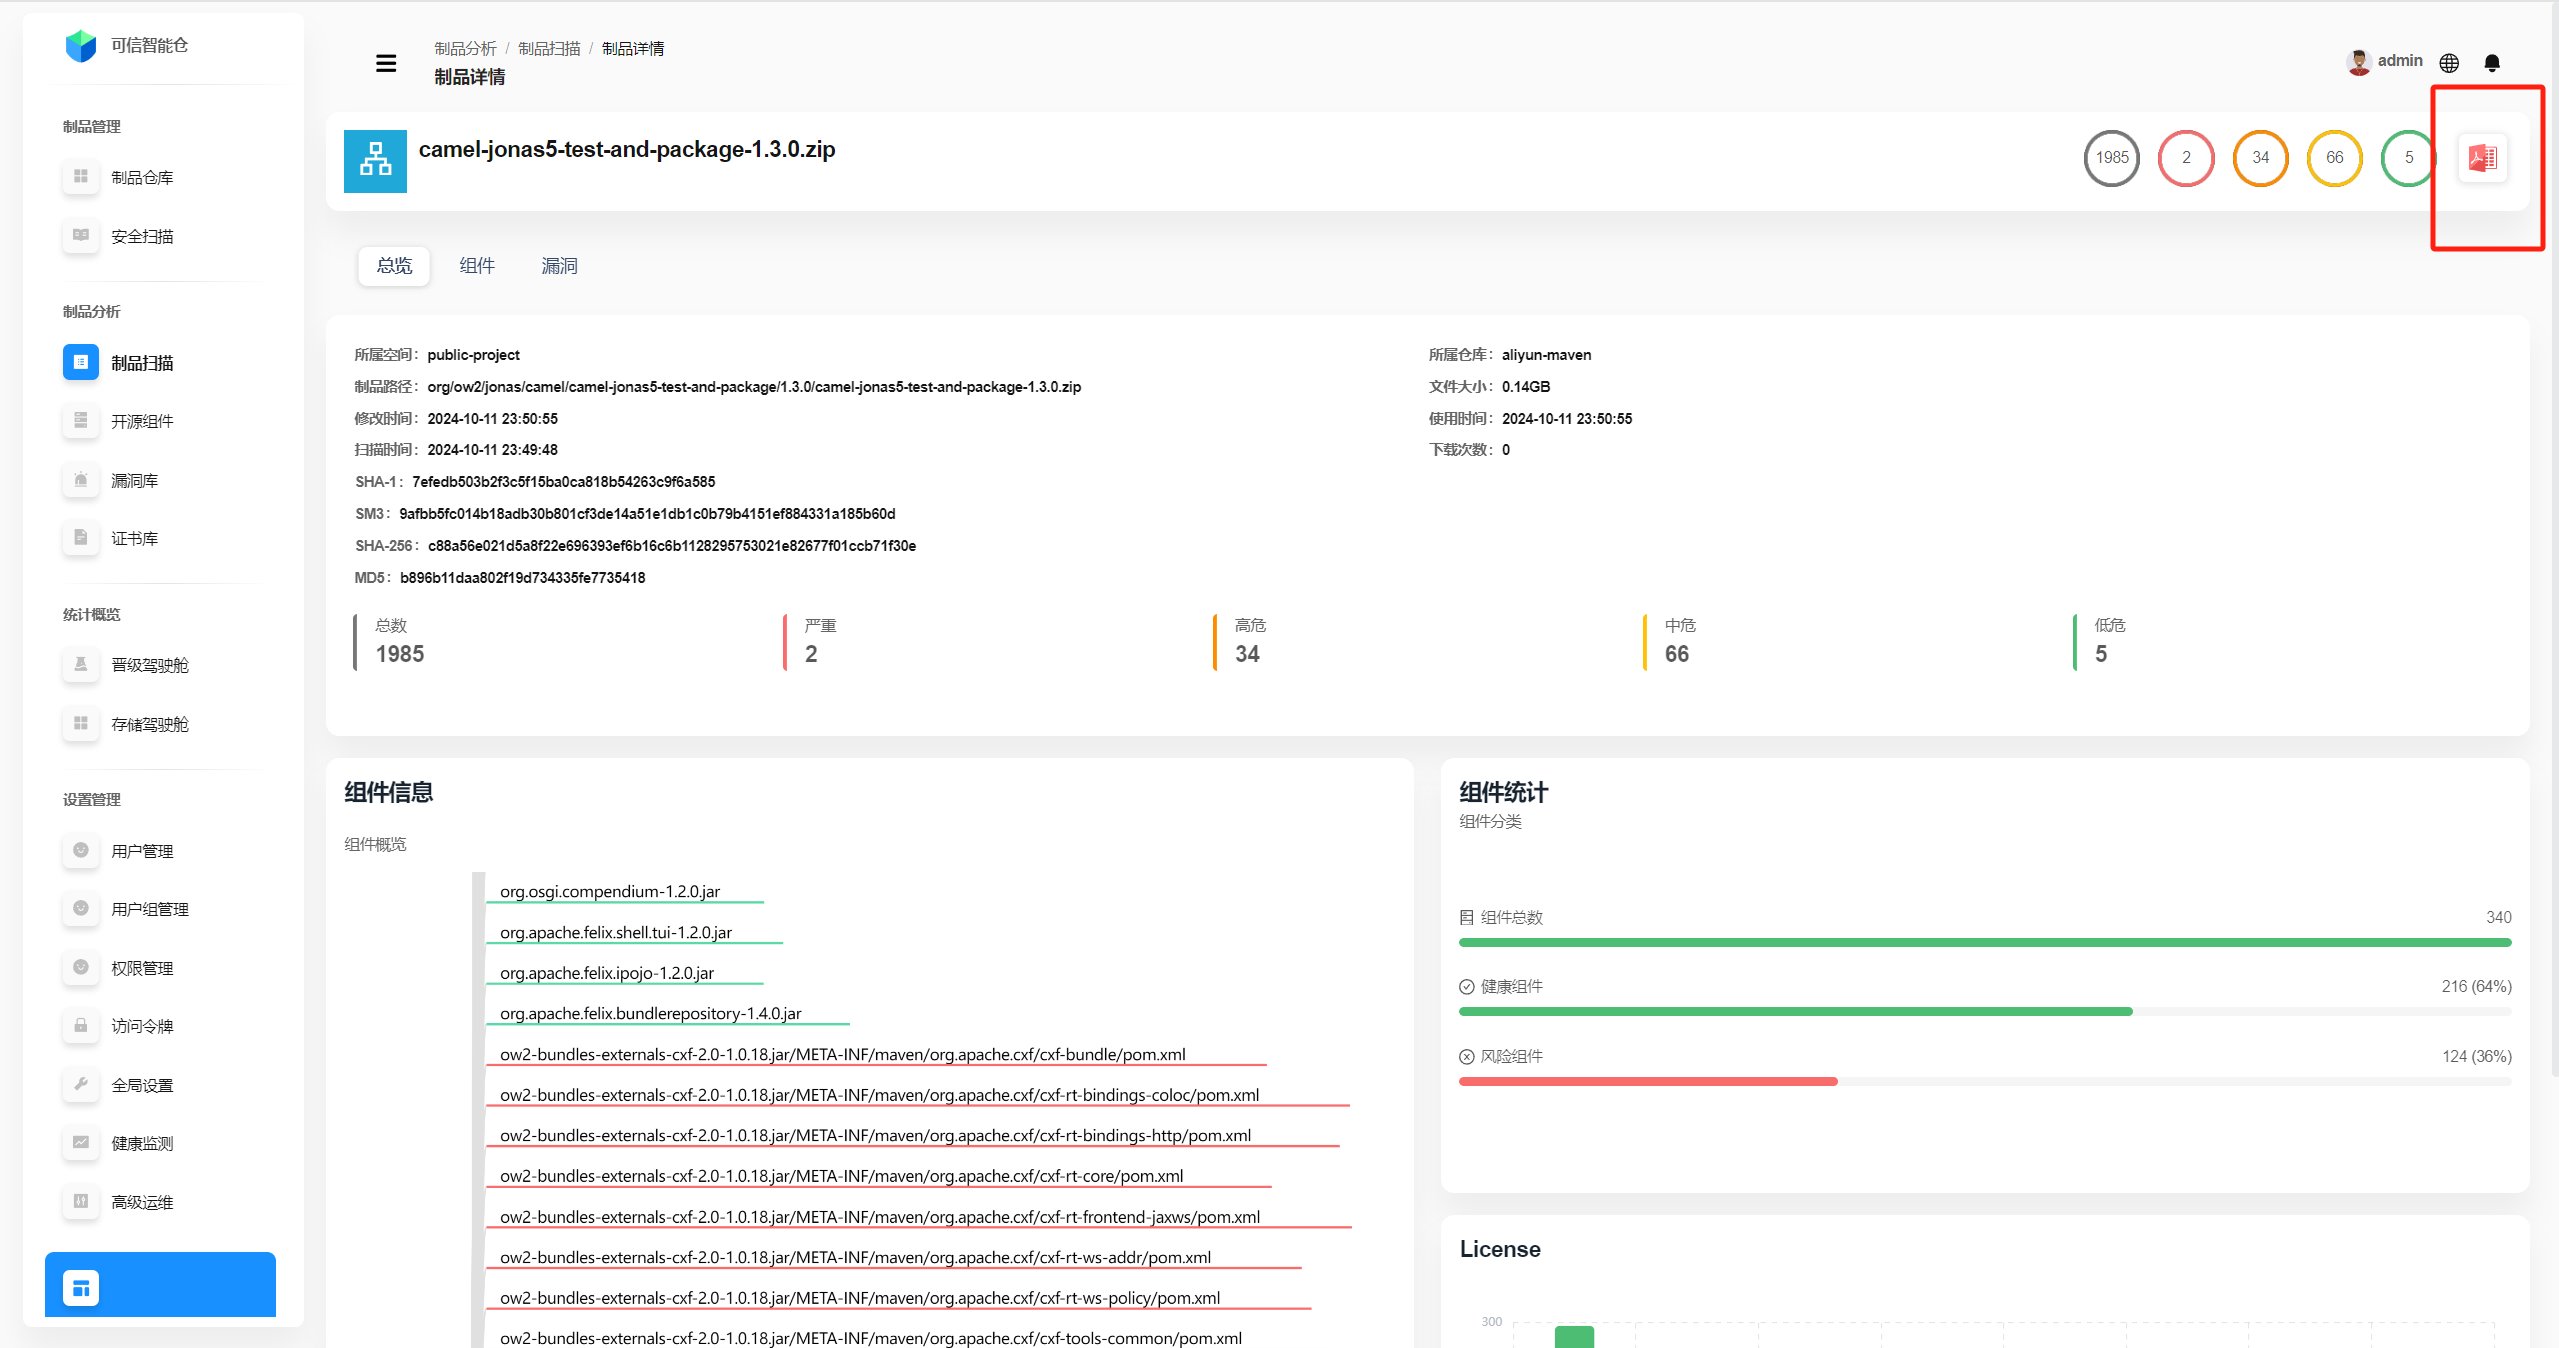 可信智能仓
制品管理
制品仓库
安全扫描
制品分析
制品扫描
开源组件
漏洞库
证书库
统计概览
晋级驾驶舱
存储驾驶舱
设置管理
用户管理
用户组管理
权限管理
访问令牌
全局设置
健康监测
高级运维
制品分析 / 制品扫描 / 制品详情
制品详情
admin
camel-jonas5-test-and-package-1.3.0.zip
1985 2 34 66 5
总览 组件 漏洞
所属空间： public-project
所属仓库： aliyun-maven
制品路径： org/ow2/jonas/camel/camel-jonas5-test-and-package/1.3.0/camel-jonas5-test-and-package-1.3.0.zip
文件大小： 0.14GB
修改时间： 2024-10-11 23:50:55
使用时间： 2024-10-11 23:50:55
扫描时间： 2024-10-11 23:49:48
下载次数： 0
SHA-1： 7efedb503b2f3c5f15ba0ca818b54263c9f6a585
SM3： 9afbb5fc014b18adb30b801cf3de14a51e1db1c0b79b4151ef884331a185b60d
SHA-256： c88a56e021d5a8f22e696393ef6b16c6b1128295753021e82677f01ccb71f30e
MD5： b896b11daa802f19d734335fe7735418
总数
1985
严重
2
高危
34
中危
66
低危
5
组件信息
组件概览
org.osgi.compendium-1.2.0.jar
org.apache.felix.shell.tui-1.2.0.jar
org.apache.felix.ipojo-1.2.0.jar
org.apache.felix.bundlerepository-1.4.0.jar
ow2-bundles-externals-cxf-2.0-1.0.18.jar/META-INF/maven/org.apache.cxf/cxf-bundle/pom.xml
ow2-bundles-externals-cxf-2.0-1.0.18.jar/META-INF/maven/org.apache.cxf/cxf-rt-bindings-coloc/pom.xml
ow2-bundles-externals-cxf-2.0-1.0.18.jar/META-INF/maven/org.apache.cxf/cxf-rt-bindings-http/pom.xml
ow2-bundles-externals-cxf-2.0-1.0.18.jar/META-INF/maven/org.apache.cxf/cxf-rt-core/pom.xml
ow2-bundles-externals-cxf-2.0-1.0.18.jar/META-INF/maven/org.apache.cxf/cxf-rt-frontend-jaxws/pom.xml
ow2-bundles-externals-cxf-2.0-1.0.18.jar/META-INF/maven/org.apache.cxf/cxf-rt-ws-addr/pom.xml
ow2-bundles-externals-cxf-2.0-1.0.18.jar/META-INF/maven/org.apache.cxf/cxf-rt-ws-policy/pom.xml
ow2-bundles-externals-cxf-2.0-1.0.18.jar/META-INF/maven/org.apache.cxf/cxf-tools-common/pom.xml
组件统计
组件分类
组件总数 340
健康组件 216 (64%)
风险组件 124 (36%)
License
300